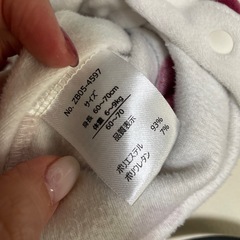 No. ZB05-4597
サイズ
身長 60~70cm
体重 6~9kg
60-70
品質表示
ポリエステル 93%
ポリウレタン 7%